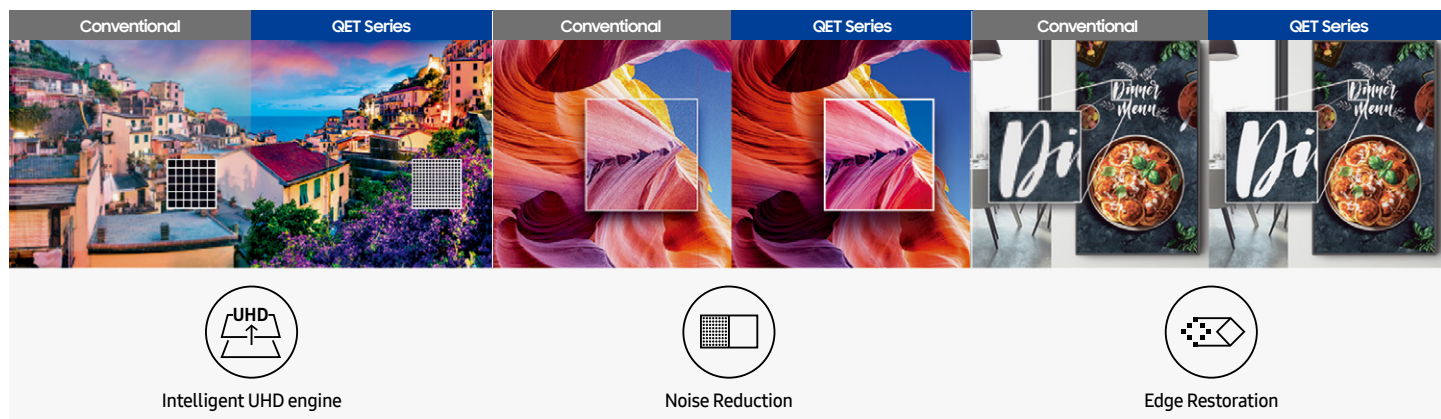 Conventional
QET Series
Conventional
QET Series
Conventional
QET Series
Dinner
Menu
Di
Dinner
Menu
Di
UHD
Intelligent UHD engine
Noise Reduction
Edge Restoration